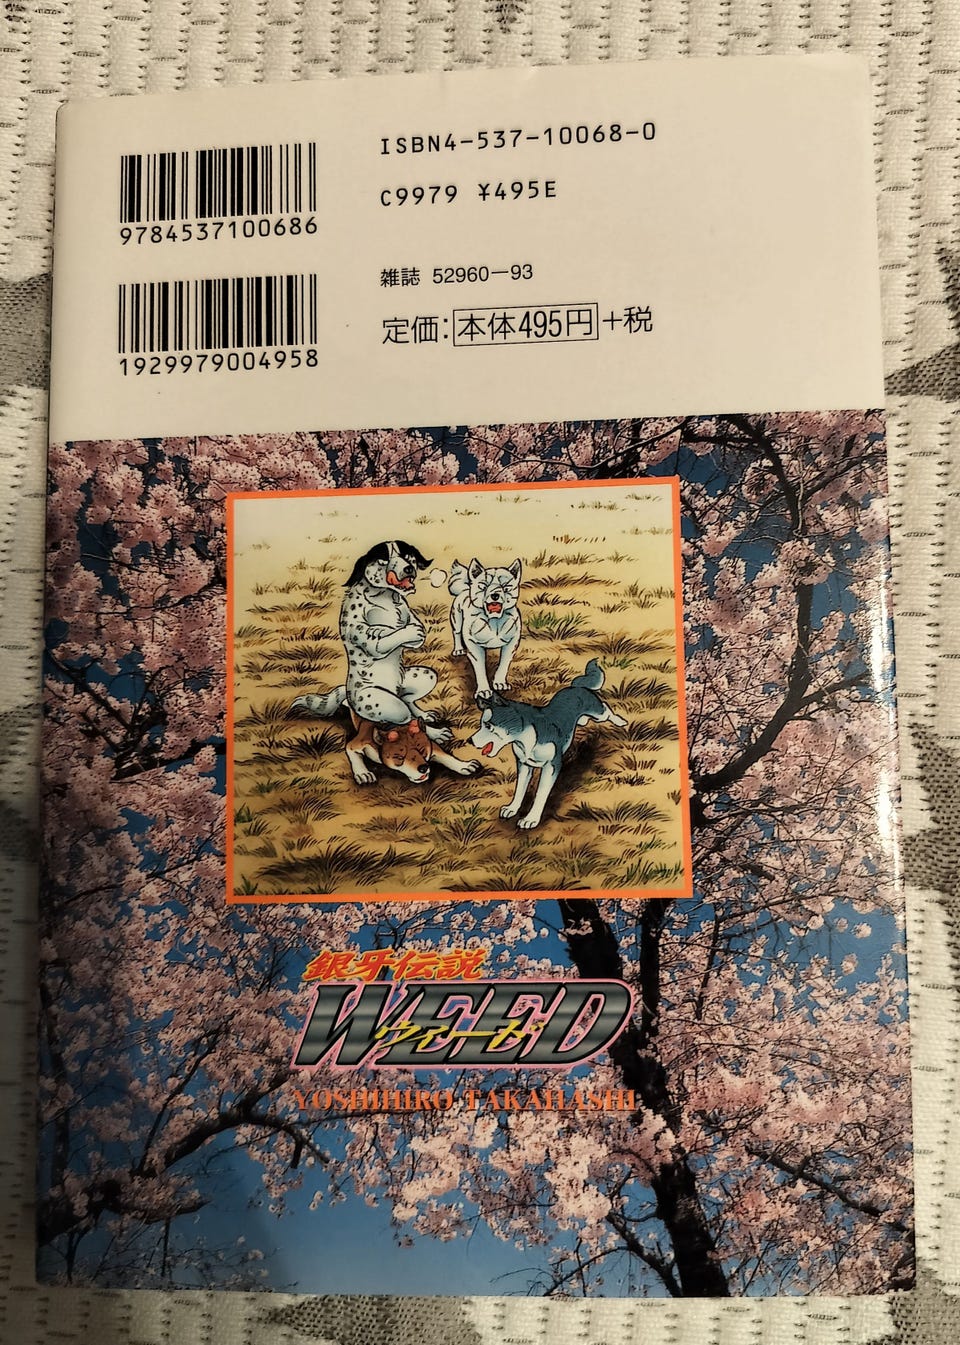 9784537100686
1929979004958
ISBN4-537-10068-0
C9979 ¥495E
雑誌 52960-93
定価:本体495円+税
銀牙伝説
WEED
ウィード
YOSHIHIRO TAKAHASHI